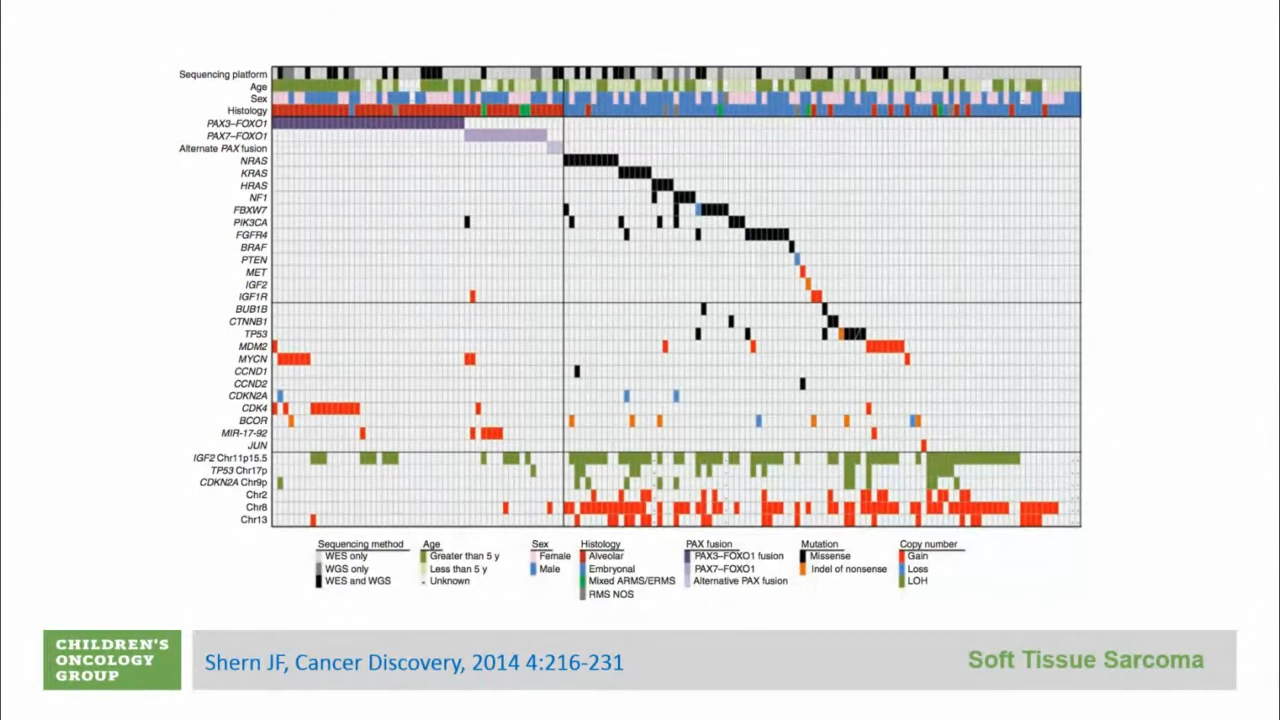 Sequencing platform
Age
Sex
Histology
PAX3–FOXO1
PAX7–FOXO1
Alternate PAX fusion
NRAS
KRAS
HRAS
NF1
FBXW7
PIK3CA
FGFR4
BRAF
PTEN
MET
IGF2
IGF1R
BUB1B
CTNNB1
TP53
MDM2
MYCN
CCND1
CCND2
CDKN2A
CDK4
BCOR
MIR-17-92
JUN
IGF2 Chr11p15.5
TP53 Chr17p
CDKN2A Chr9p
Chr2
Chr8
Chr13
Sequencing method
WES only
WGS only
WES and WGS
Age
Greater than 5 y
Less than 5 y
Unknown
Sex
Female
Male
Histology
Alveolar
Embryonal
Mixed ARMS/ERMS
RMS NOS
PAX fusion
PAX3–FOXO1 fusion
PAX7–FOXO1
Alternative PAX fusion
Mutation
Missense
Indel of nonsense
Copy number
Gain
Loss
LOH
CHILDREN'S
ONCOLOGY
GROUP
Shern JF, Cancer Discovery, 2014 4:216-231
Soft Tissue Sarcoma